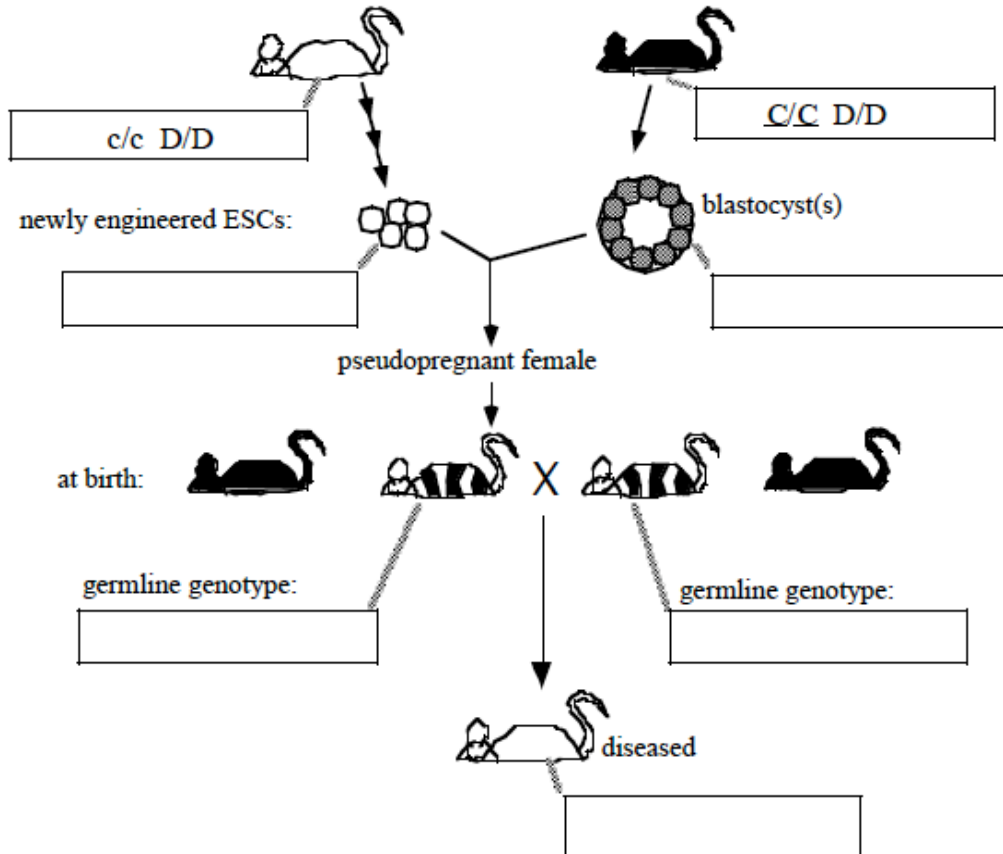 c/c D/D
C/C D/D
newly engineered ESCs:
blastocyst(s)
pseudopregnant female
at birth:
X
germline genotype:
germline genotype:
diseased